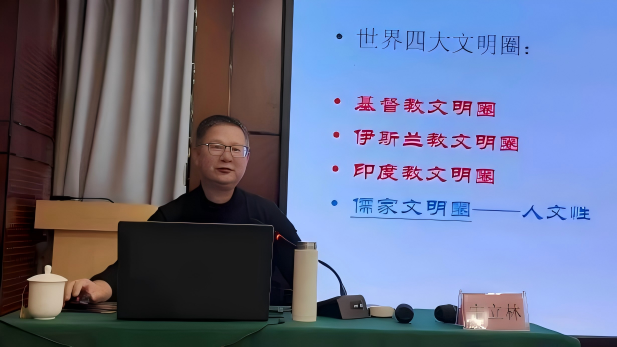 世界四大文明圈：
基督教文明圈
伊斯兰教文明圈
印度教文明圈
儒家文明圈——人文性
立林